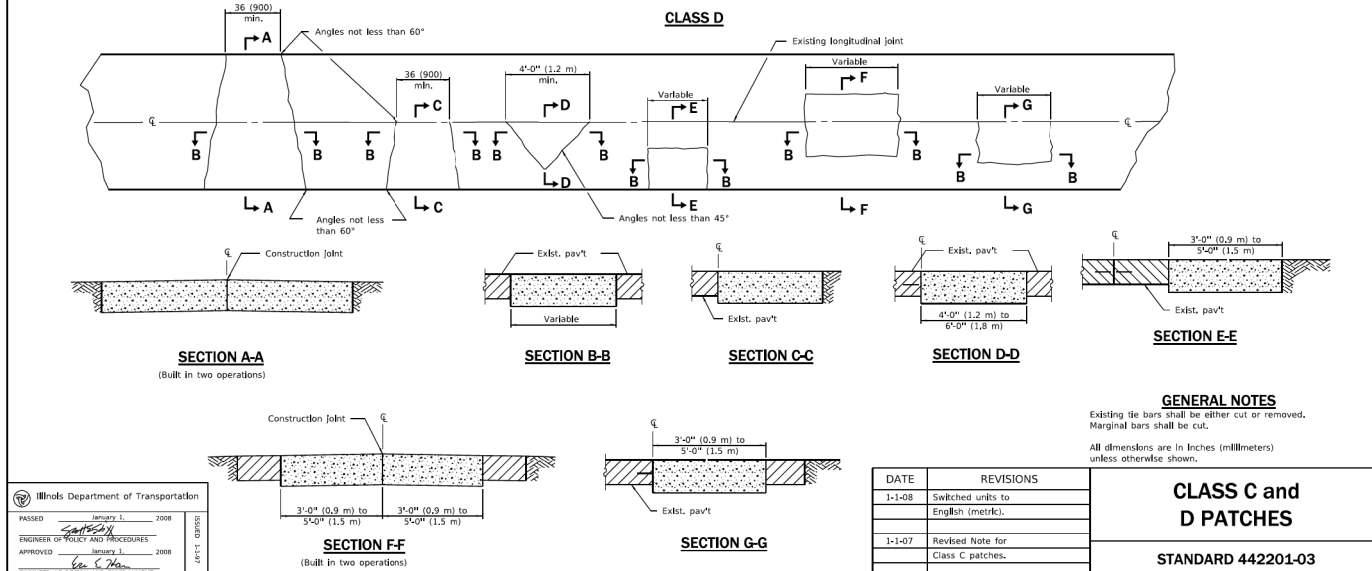 CLASS D
36 (900)
min.
A
Angles not less than 60°
Existing longitudinal joint
Variable
F
36 (900)
min.
4'-0" (1.2 m)
min.
Variable
Variable
C
D
E
G
℄
℄
B
B
B
B
B
B
B
B
B
B
B
B
D
A
Angles not less
than 60°
C
Angles not less than 45°
E
F
G
℄
Construction joint
Exist. pav't
℄
℄
Exist. pav't
℄
3'-0" (0.9 m) to
5'-0" (1.5 m)
Variable
Exist. pav't
4'-0" (1.2 m) to
6'-0" (1.8 m)
Exist. pav't
SECTION A-A
(Built in two operations)
SECTION B-B
SECTION C-C
SECTION D-D
SECTION E-E
GENERAL NOTES
Existing tie bars shall be either cut or removed.
Marginal bars shall be cut.
All dimensions are in inches (millimeters)
unless otherwise shown.
Construction joint
℄
℄
3'-0" (0.9 m) to
5'-0" (1.5 m)
3'-0" (0.9 m) to
5'-0" (1.5 m)
3'-0" (0.9 m) to
5'-0" (1.5 m)
Exist. pav't
SECTION F-F
(Built in two operations)
SECTION G-G
Illinois Department of Transportation
PASSED January 1, 2008
ENGINEER OF POLICY AND PROCEDURES
APPROVED January 1, 2008
ISSUED 1-1-97
DATE REVISIONS
1-1-08 Switched units to
English (metric).
1-1-07 Revised Note for
Class C patches.
CLASS C and
D PATCHES
STANDARD 442201-03